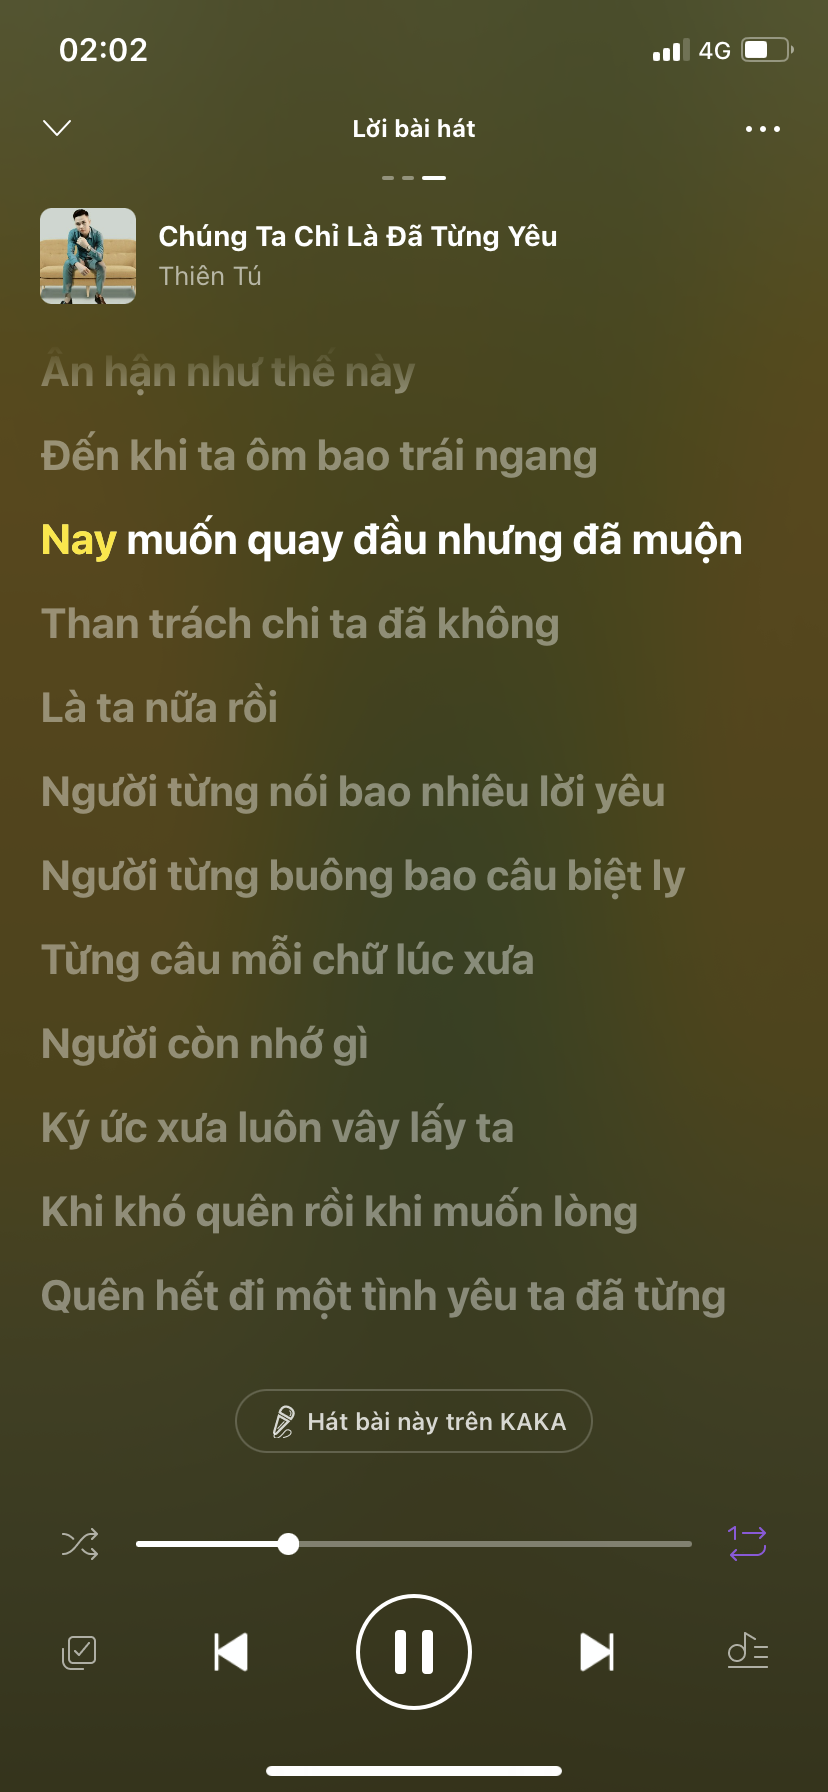 02:02
4G
Lời bài hát
Chúng Ta Chỉ Là Đã Từng Yêu
Thiên Tú
Ân hận như thế này
Đến khi ta ôm bao trái ngang
Nay muốn quay đầu nhưng đã muộn
Than trách chi ta đã không
Là ta nữa rồi
Người từng nói bao nhiêu lời yêu
Người từng buông bao câu biệt ly
Từng câu mỗi chữ lúc xưa
Người còn nhớ gì
Ký ức xưa luôn vây lấy ta
Khi khó quên rồi khi muốn lòng
Quên hết đi một tình yêu ta đã từng
Hát bài này trên KAKA
1